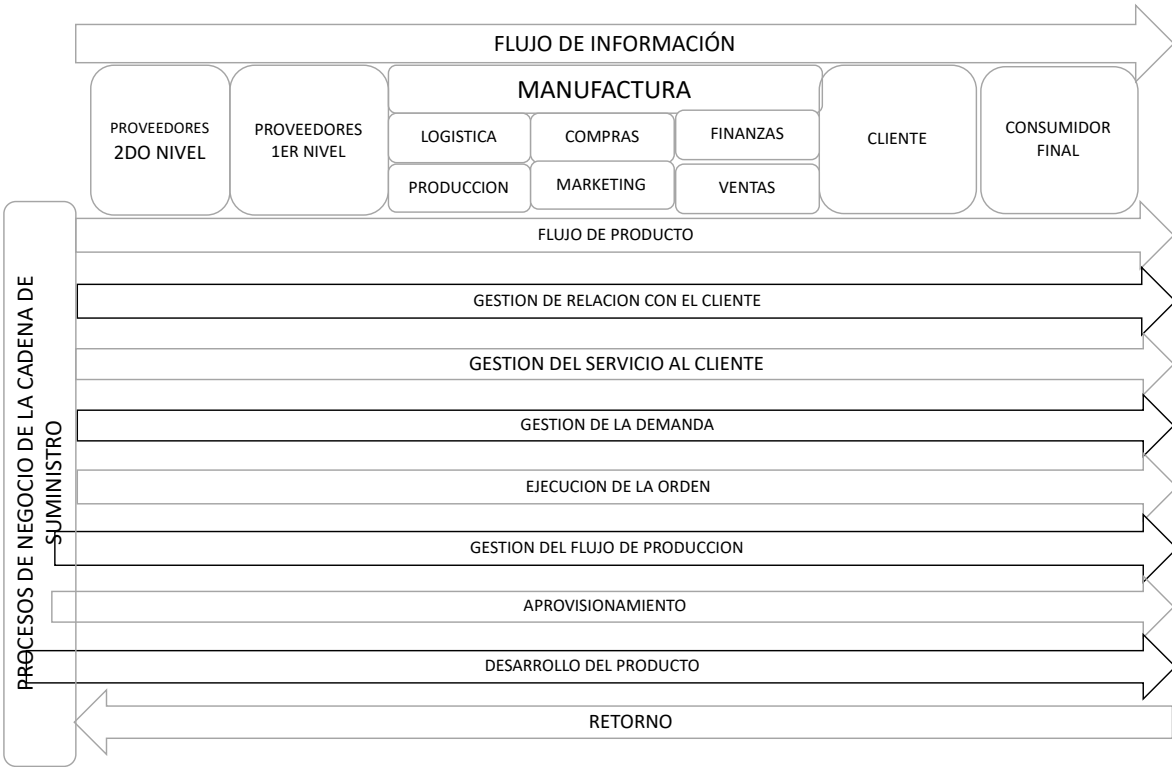 FLUJO DE INFORMACIÓN
MANUFACTURA
PROVEEDORES
2DO NIVEL
PROVEEDORES
1ER NIVEL
LOGISTICA
COMPRAS
FINANZAS
PRODUCCION
MARKETING
VENTAS
CLIENTE
CONSUMIDOR
FINAL
PROCESOS DE NEGOCIO DE LA CADENA DE
SUMINISTRO
FLUJO DE PRODUCTO
GESTION DE RELACION CON EL CLIENTE
GESTION DEL SERVICIO AL CLIENTE
GESTION DE LA DEMANDA
EJECUCION DE LA ORDEN
GESTION DEL FLUJO DE PRODUCCION
APROVISIONAMIENTO
DESARROLLO DEL PRODUCTO
RETORNO